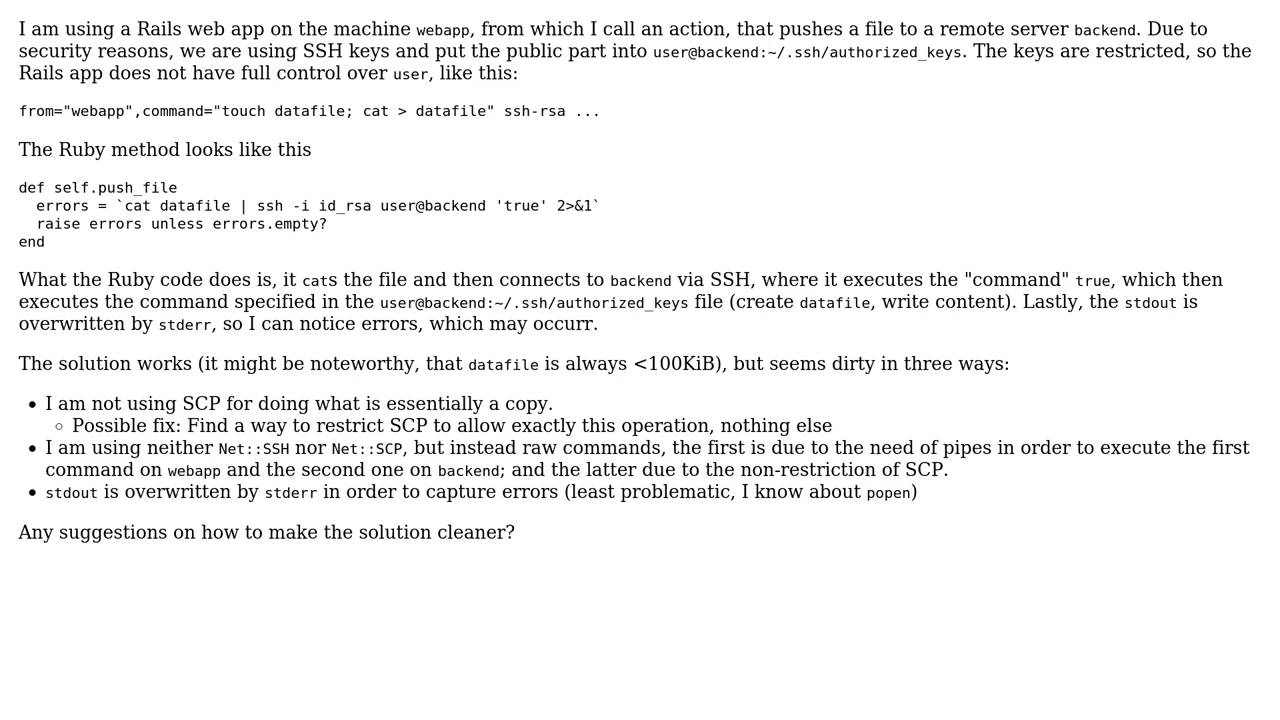 I am using a Rails web app on the machine webapp, from which I call an action, that pushes a file to a remote server backend. Due to
security reasons, we are using SSH keys and put the public part into user@backend:~/.ssh/authorized_keys. The keys are restricted, so the
Rails app does not have full control over user, like this:
from="webapp",command="touch datafile; cat > datafile" ssh-rsa ...
The Ruby method looks like this
def self.push_file
  errors = `cat datafile | ssh -i id_rsa user@backend 'true' 2>&1`
  raise errors unless errors.empty?
end
What the Ruby code does is, it cats the file and then connects to backend via SSH, where it executes the "command" true, which then
executes the command specified in the user@backend:~/.ssh/authorized_keys file (create datafile, write content). Lastly, the stdout is
overwritten by stderr, so I can notice errors, which may occurr.
The solution works (it might be noteworthy, that datafile is always <100KiB), but seems dirty in three ways:
• I am not using SCP for doing what is essentially a copy.
◦ Possible fix: Find a way to restrict SCP to allow exactly this operation, nothing else
• I am using neither Net::SSH nor Net::SCP, but instead raw commands, the first is due to the need of pipes in order to execute the first
command on webapp and the second one on backend; and the latter due to the non-restriction of SCP.
• stdout is overwritten by stderr in order to capture errors (least problematic, I know about popen)
Any suggestions on how to make the solution cleaner?